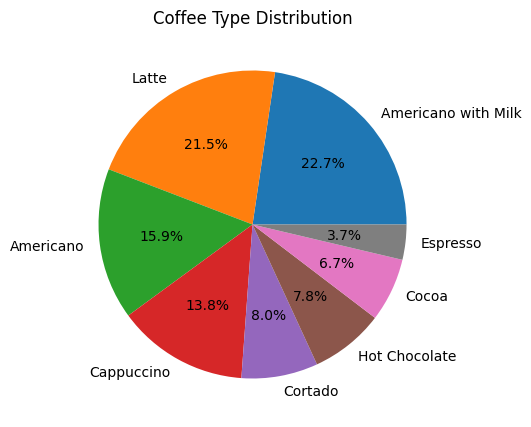 Coffee Type Distribution
Latte
Americano with Milk
22.7%
21.5%
15.9%
Americano
3.7%
Espresso
6.7%
Cocoa
13.8%
7.8%
8.0%
Hot Chocolate
Cappuccino
Cortado